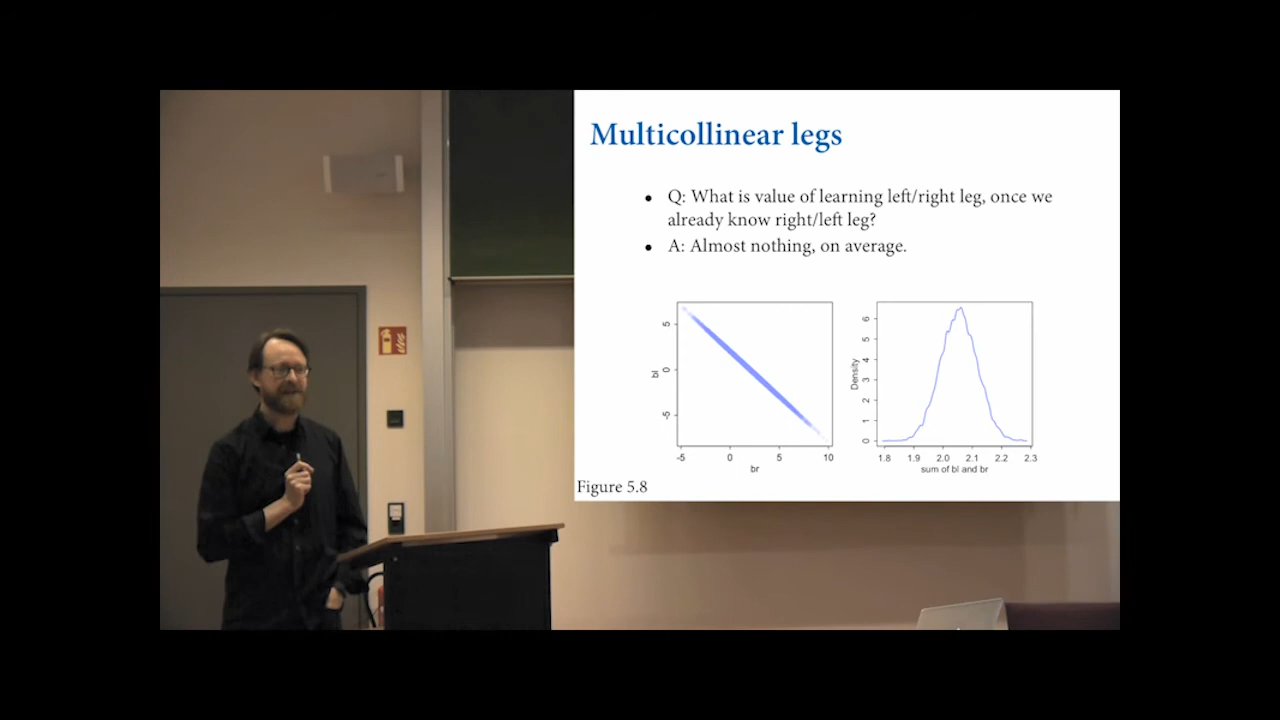 Multicollinear legs
• Q: What is value of learning left/right leg, once we
already know right/left leg?
• A: Almost nothing, on average.
bl
5
0
-5
-5 0 5 10
br
Density
6
5
4
3
2
1
0
1.8 1.9 2.0 2.1 2.2 2.3
sum of bl and br
Figure 5.8